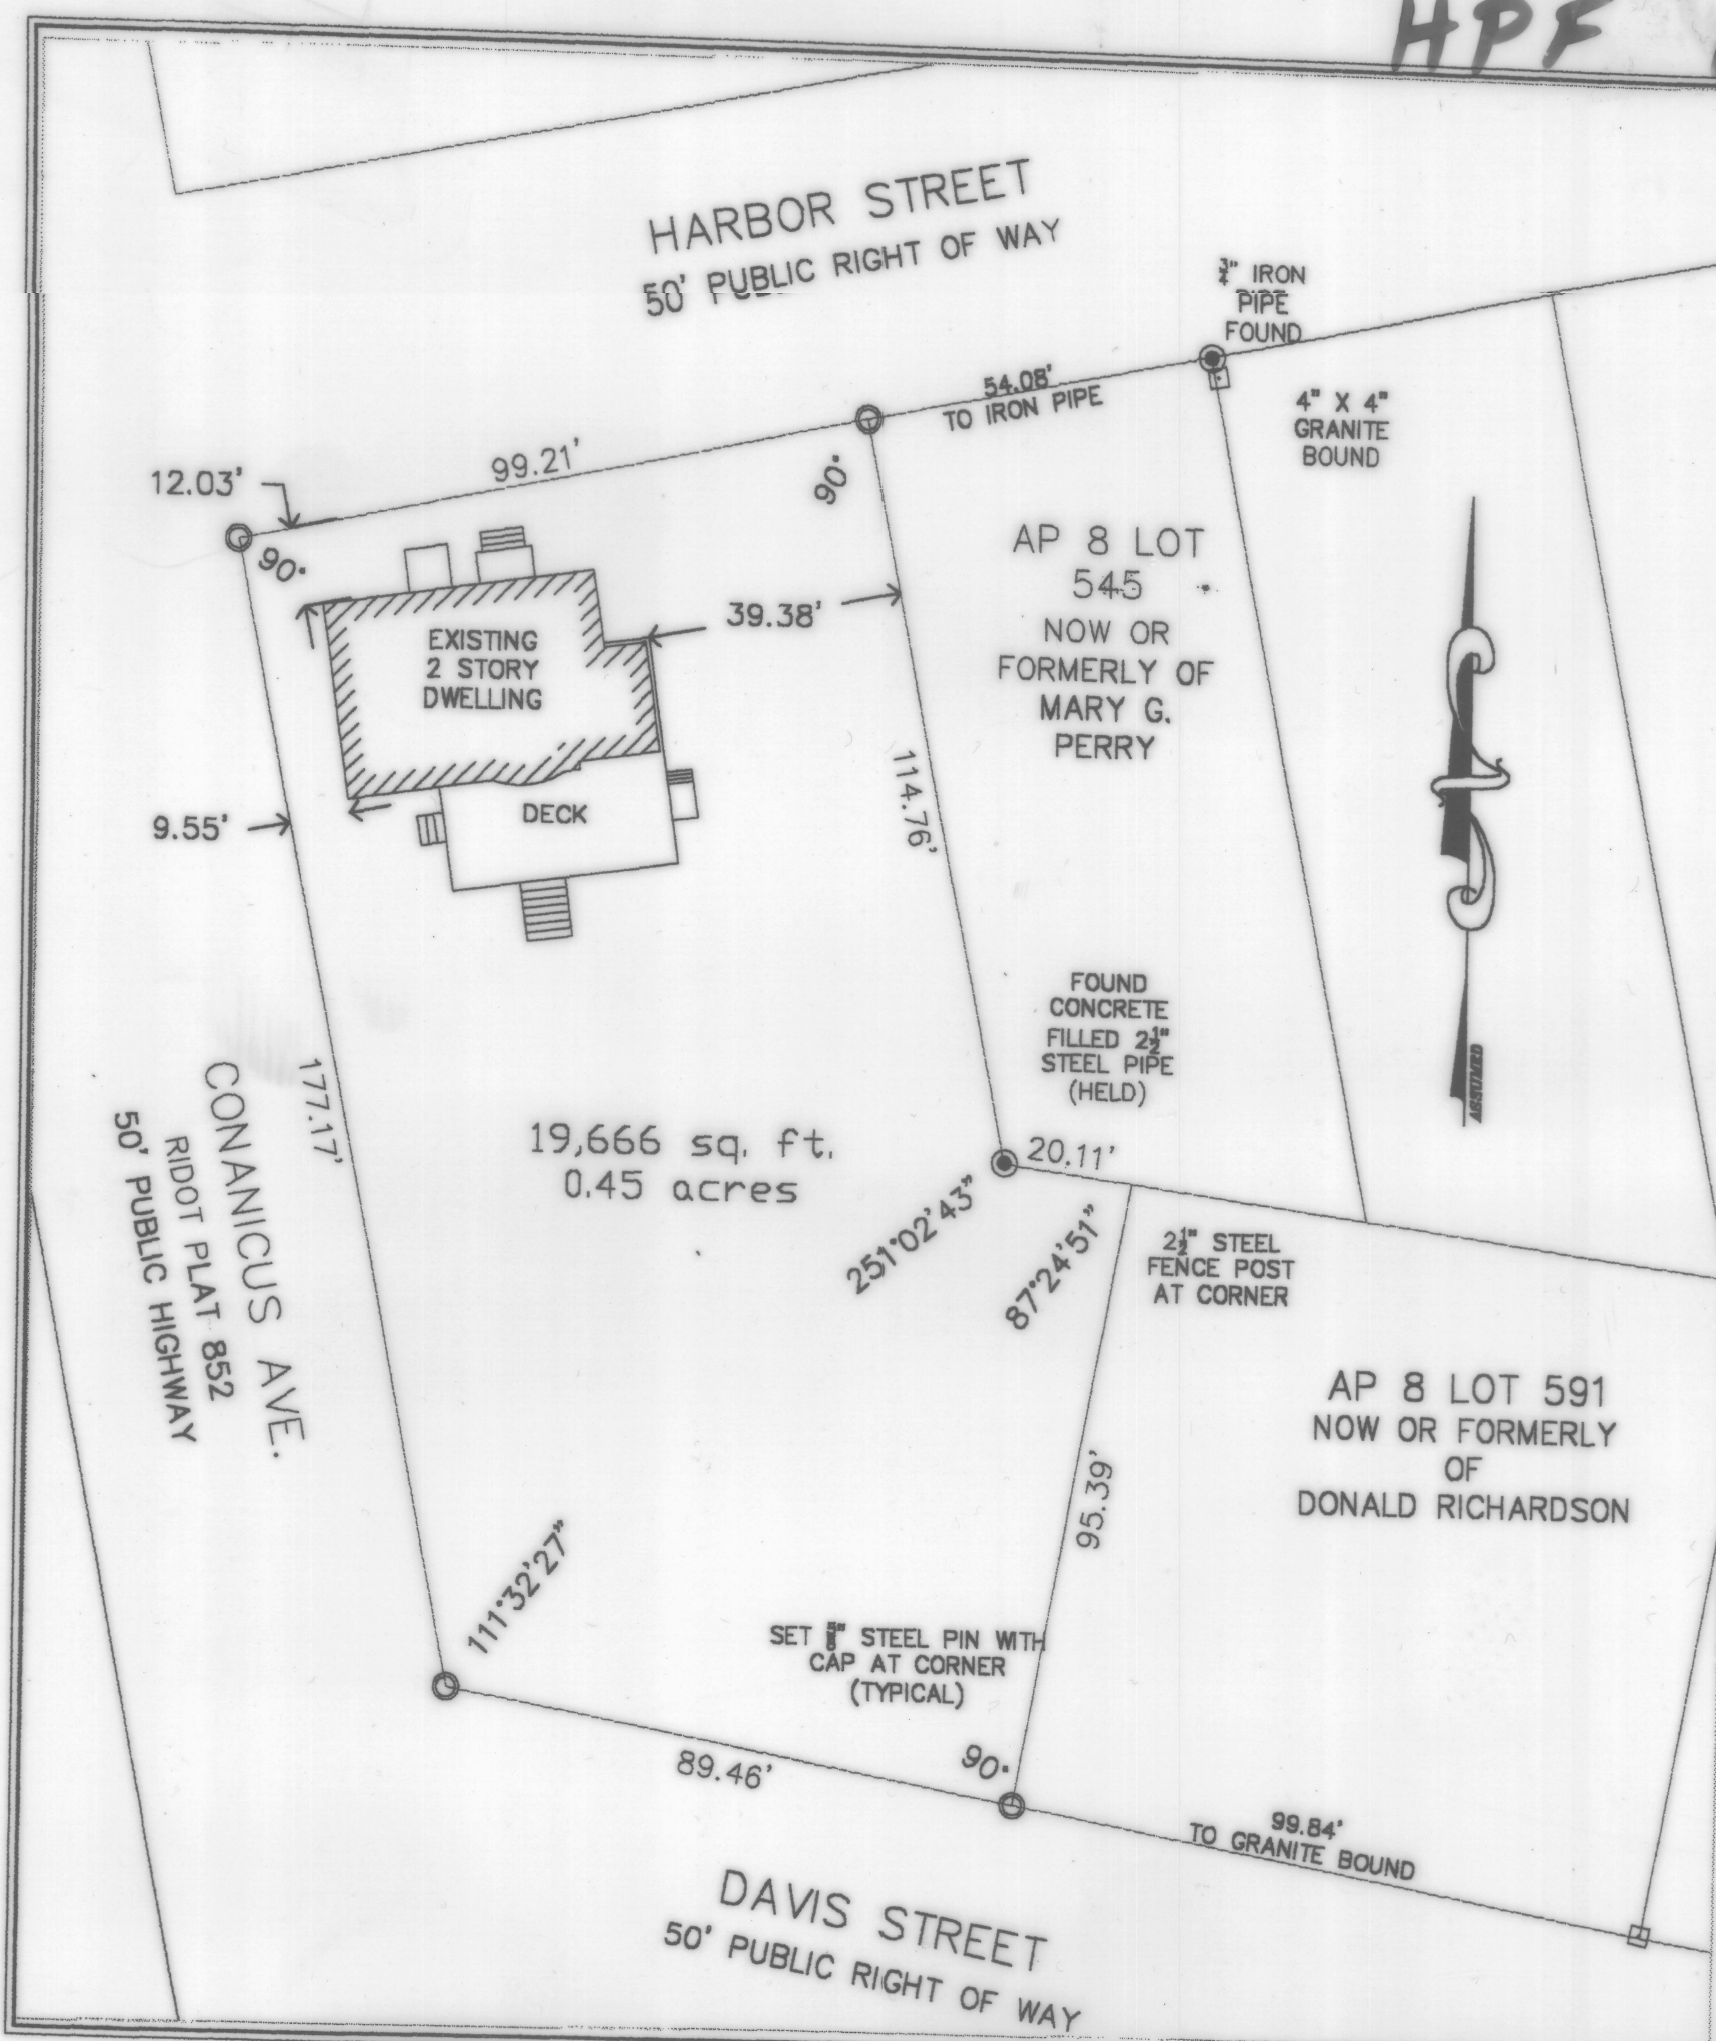 HPF
HARBOR STREET
50' PUBLIC RIGHT OF WAY
3/4" IRON
PIPE
FOUND
54.08'
TO IRON PIPE
4" X 4"
GRANITE
BOUND
99.21'
12.03'
90°
90°
AP 8 LOT
545
NOW OR
FORMERLY OF
MARY G.
PERRY
39.38'
EXISTING
2 STORY
DWELLING
114.76'
9.55'
DECK
FOUND
CONCRETE
FILLED 2½"
STEEL PIPE
(HELD)
ASSUMED
177.17'
CONANICUS AVE.
RIDOT PLAT 852
50' PUBLIC HIGHWAY
19,666 sq. ft.
0.45 acres
20.11'
251°02'43"
87°24'51"
2½" STEEL
FENCE POST
AT CORNER
AP 8 LOT 591
NOW OR FORMERLY
OF
DONALD RICHARDSON
95.39'
111°32'27"
SET 5/8" STEEL PIN WITH
CAP AT CORNER
(TYPICAL)
89.46'
90°
99.84'
TO GRANITE BOUND
DAVIS STREET
50' PUBLIC RIGHT OF WAY